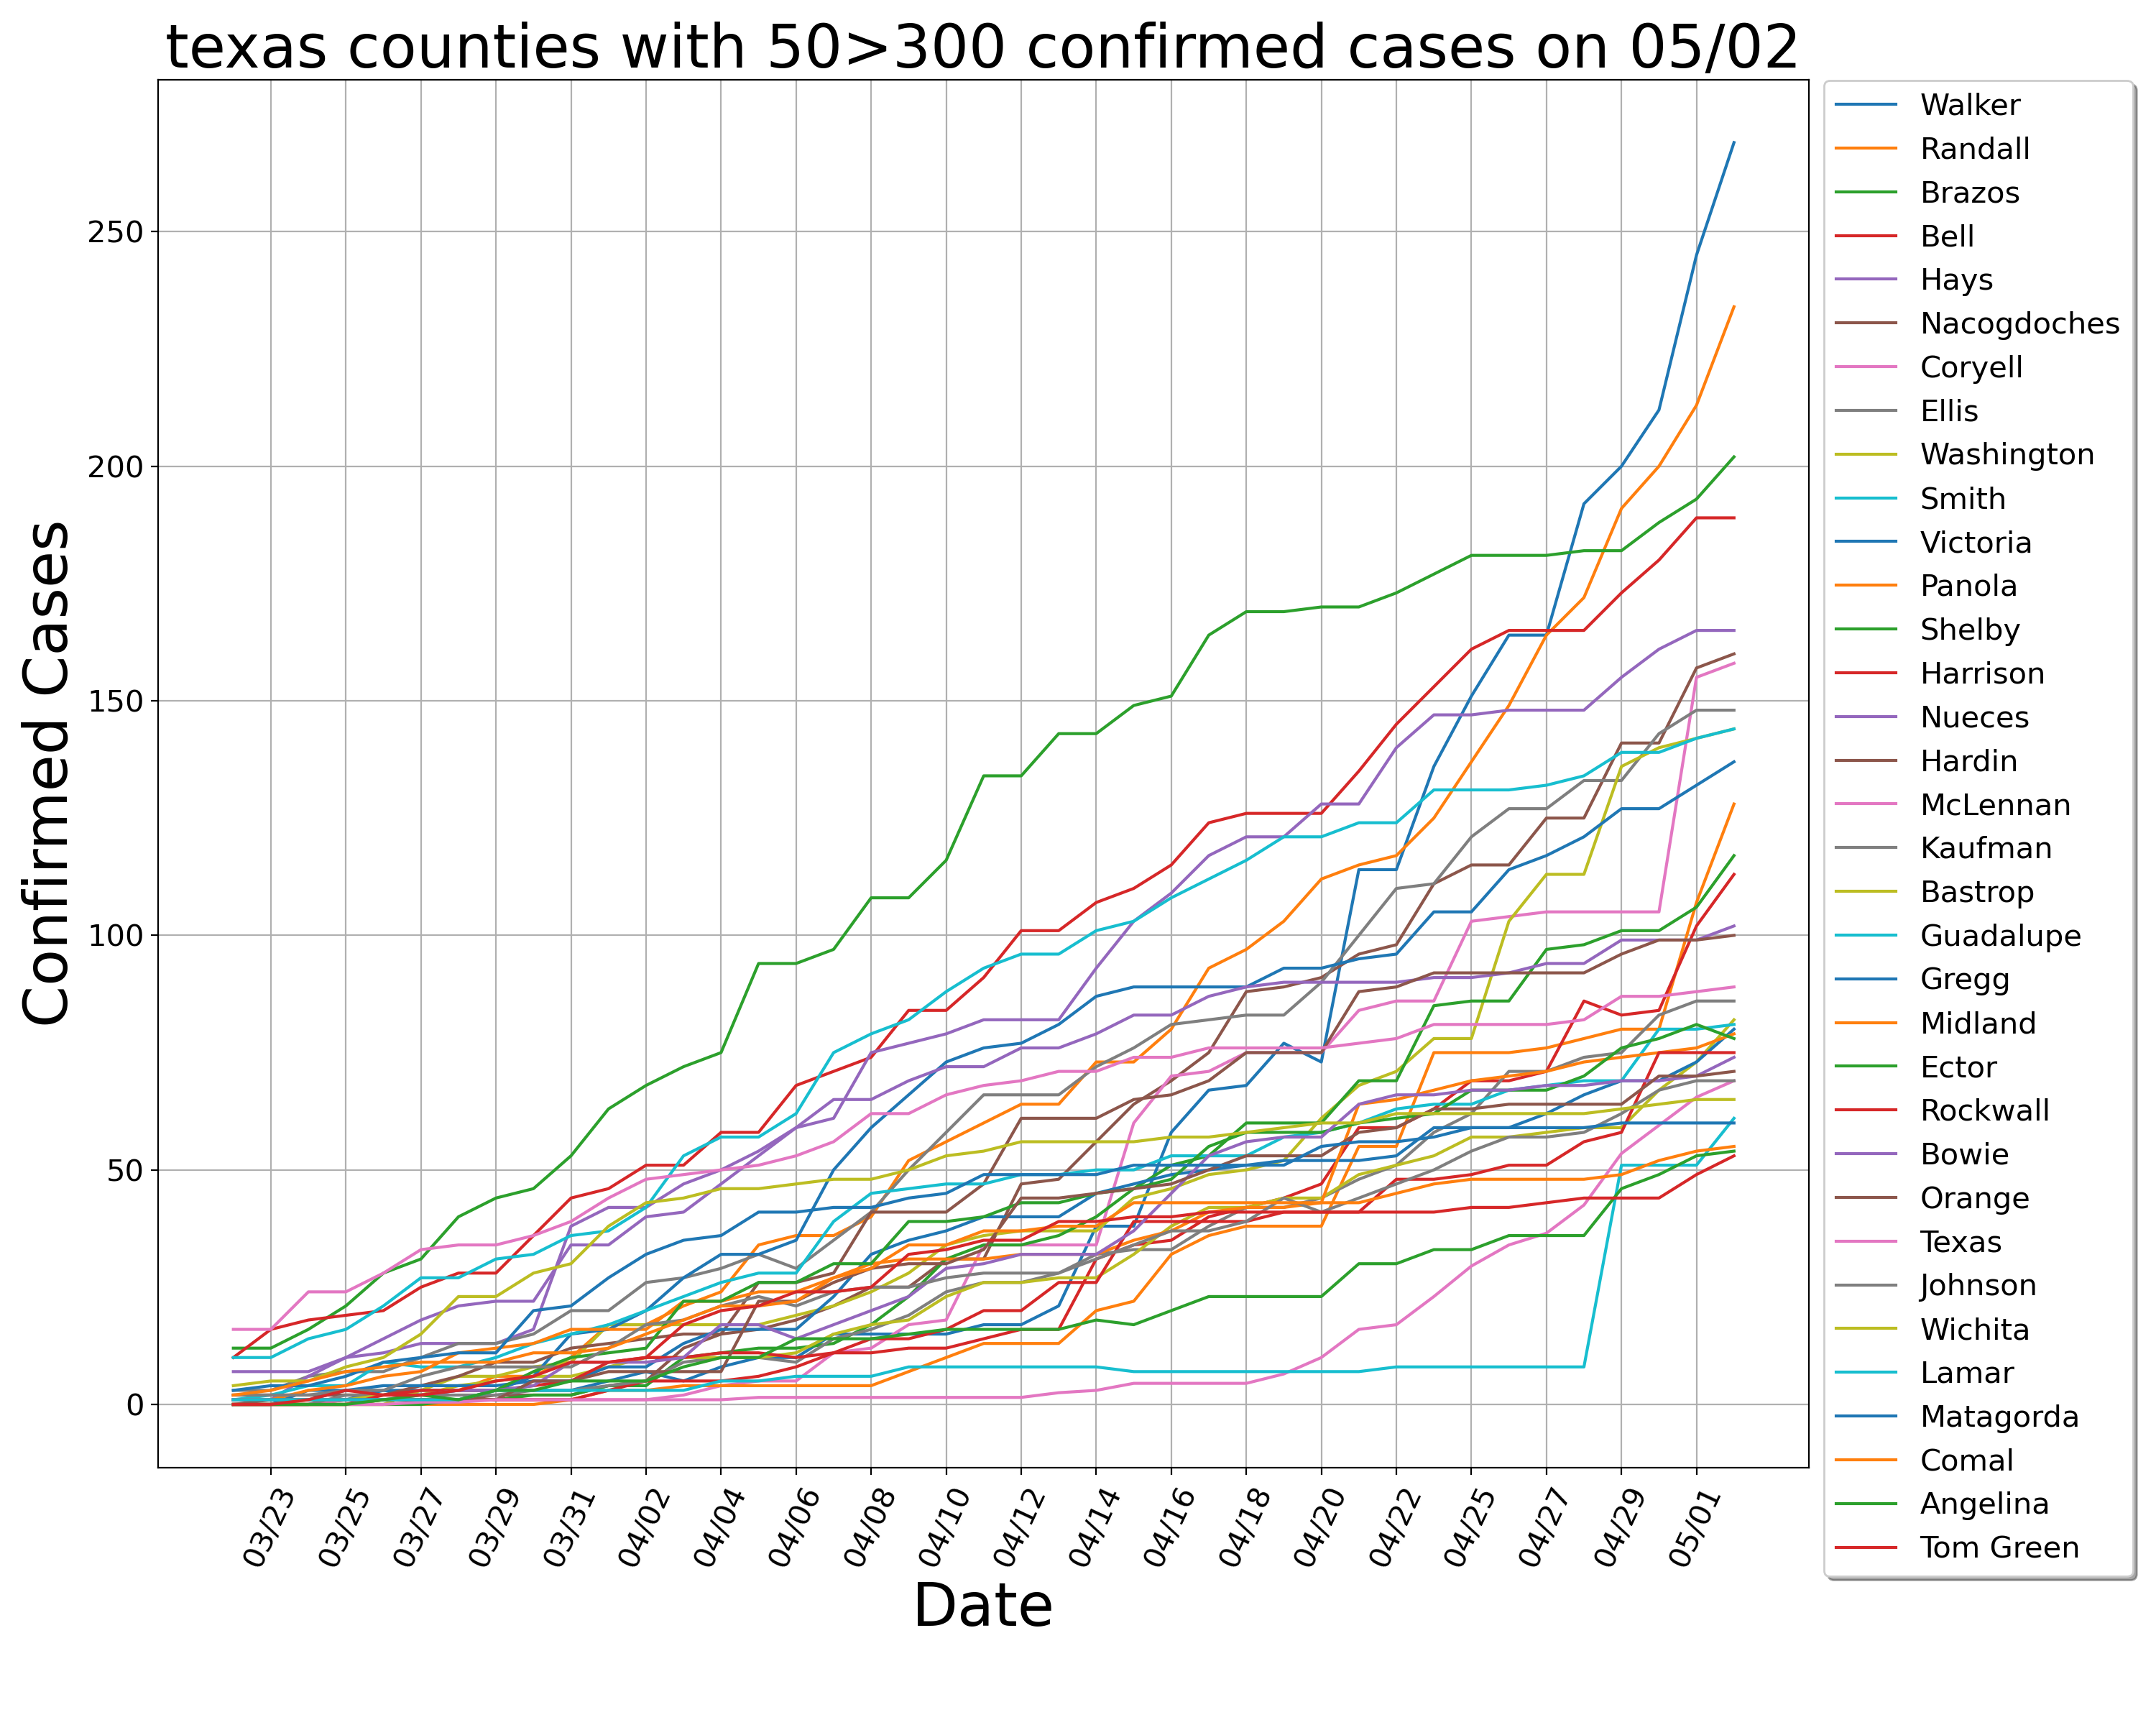 texas counties with 50>300 confirmed cases on 05/02
Confirmed Cases
250
200
150
100
50
0
03/23
03/25
03/27
03/29
03/31
04/02
04/04
04/06
04/08
04/10
04/12
04/14
04/16
04/18
04/20
04/22
04/25
04/27
04/29
05/01
Date
Walker
Randall
Brazos
Bell
Hays
Nacogdoches
Coryell
Ellis
Washington
Smith
Victoria
Panola
Shelby
Harrison
Nueces
Hardin
McLennan
Kaufman
Bastrop
Guadalupe
Gregg
Midland
Ector
Rockwall
Bowie
Orange
Texas
Johnson
Wichita
Lamar
Matagorda
Comal
Angelina
Tom Green